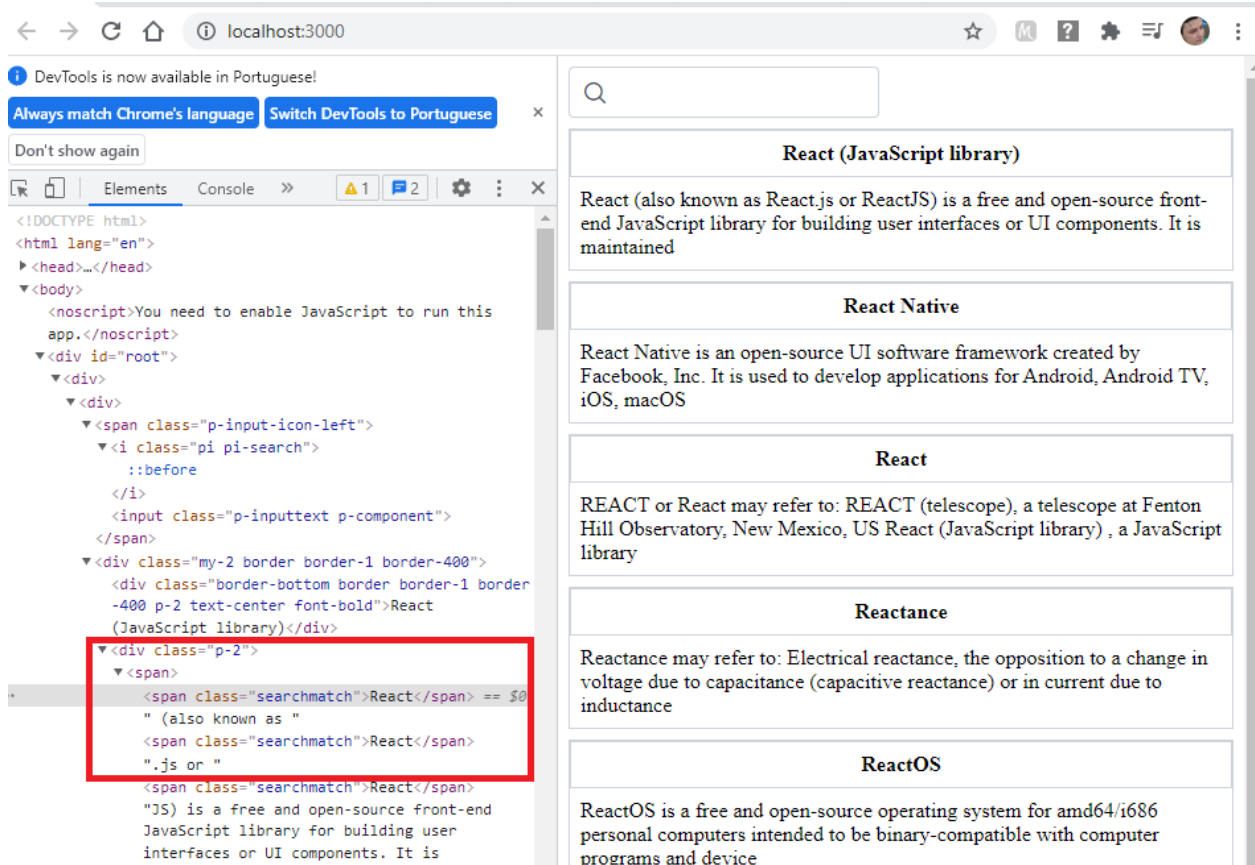 localhost:3000
DevTools is now available in Portuguese!
Always match Chrome's language Switch DevTools to Portuguese
Don't show again
Elements Console » 1 2
<!DOCTYPE html>
<html lang="en">
<head>…</head>
<body>
<noscript>You need to enable JavaScript to run this
app.</noscript>
<div id="root">
<div>
<div>
<span class="p-input-icon-left">
<i class="pi pi-search">
::before
</i>
<input class="p-inputtext p-component">
</span>
<div class="my-2 border border-1 border-400">
<div class="border-bottom border border-1 border
-400 p-2 text-center font-bold">React
(JavaScript library)</div>
<div class="p-2">
<span>
<span class="searchmatch">React</span> == $0
" (also known as "
<span class="searchmatch">React</span>
".js or "
<span class="searchmatch">React</span>
"JS) is a free and open-source front-end
JavaScript library for building user
interfaces or UI components. It is
React (JavaScript library)
React (also known as React.js or ReactJS) is a free and open-source front-
end JavaScript library for building user interfaces or UI components. It is
maintained
React Native
React Native is an open-source UI software framework created by
Facebook, Inc. It is used to develop applications for Android, Android TV,
iOS, macOS
React
REACT or React may refer to: REACT (telescope), a telescope at Fenton
Hill Observatory, New Mexico, US React (JavaScript library) , a JavaScript
library
Reactance
Reactance may refer to: Electrical reactance, the opposition to a change in
voltage due to capacitance (capacitive reactance) or in current due to
inductance
ReactOS
ReactOS is a free and open-source operating system for amd64/i686
personal computers intended to be binary-compatible with computer
programs and device